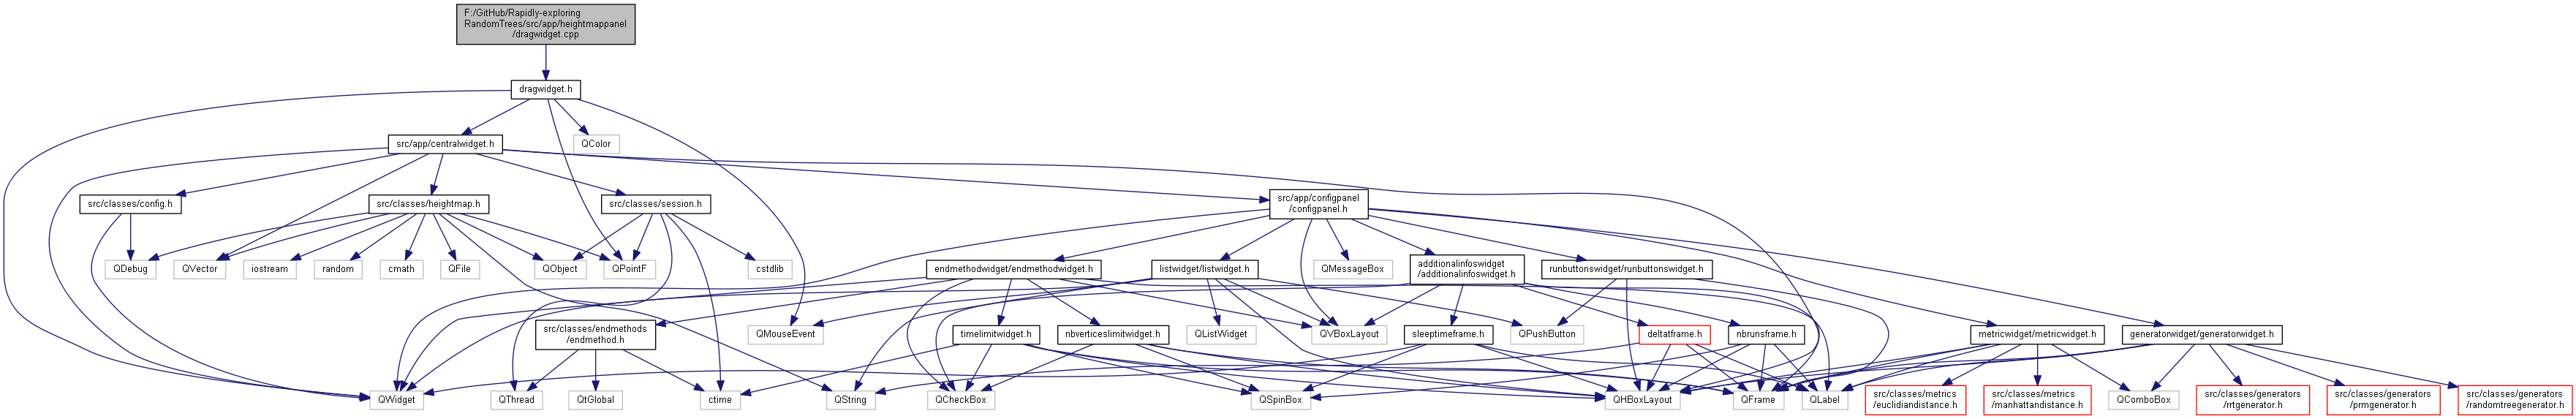 F:/GitHub/Rapidly-exploring
RandomTrees/src/app/heightmappanel
/dragwidget.cpp
dragwidget.h
src/app/centralwidget.h
QColor
src/classes/config.h
src/classes/heightmap.h
src/classes/session.h
src/app/configpanel
/configpanel.h
QDebug
QVector
iostream
random
cmath
QFile
QObject
QPointF
cstdlib
endmethodwidget/endmethodwidget.h
listwidget/listwidget.h
QMessageBox
additionalinfoswidget
/additionalinfoswidget.h
runbuttonswidget/runbuttonswidget.h
src/classes/endmethods
/endmethod.h
QMouseEvent
timelimitwidget.h
nbverticeslimitwidget.h
QListWidget
QVBoxLayout
sleeptimeframe.h
QPushButton
deltatframe.h
nbrunsframe.h
metricwidget/metricwidget.h
generatorwidget/generatorwidget.h
QWidget
QThread
QtGlobal
ctime
QString
QCheckBox
QSpinBox
QHBoxLayout
QFrame
QLabel
src/classes/metrics
/euclidiandistance.h
src/classes/metrics
/manhattandistance.h
QComboBox
src/classes/generators
/rrtgenerator.h
src/classes/generators
/prmgenerator.h
src/classes/generators
/randomtreegenerator.h